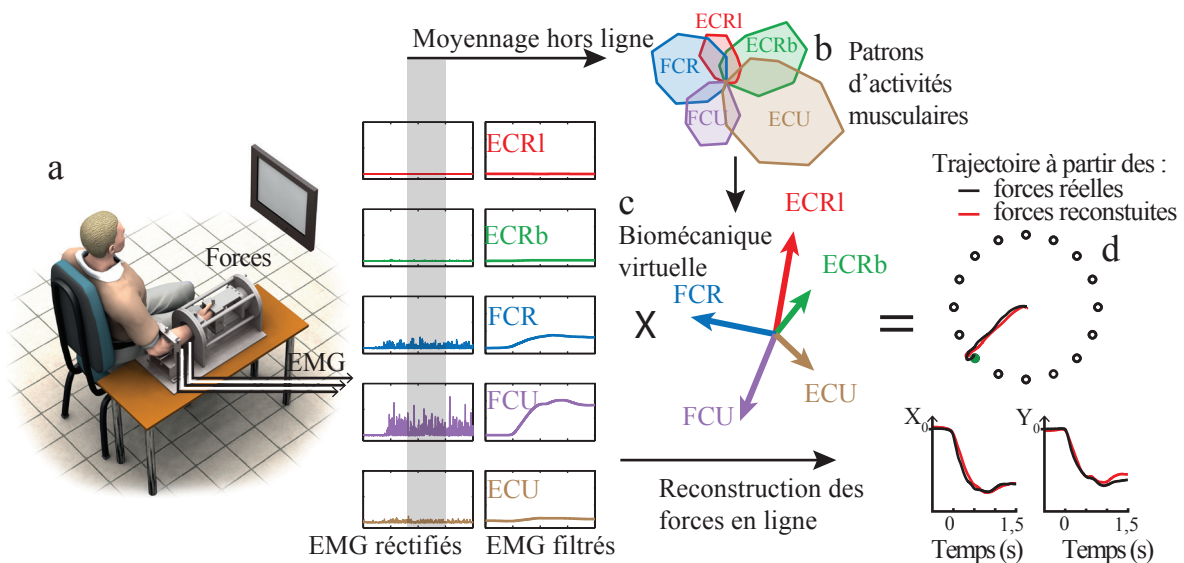 Moyennage hors ligne
ECRl
ECRb
FCR
FCU
ECU
b
Patrons
d'activités
musculaires
a
Forces
EMG
ECRl
ECRb
FCR
FCU
ECU
EMG réctifiés
EMG filtrés
c
Biomécanique
virtuelle
X
ECRl
ECRb
FCR
ECU
FCU
=
Reconstruction des
forces en ligne
Trajectoire à partir des :
forces réelles
forces reconstuites
d
X
0
0
1,5
Temps (s)
Y
0
0
1,5
Temps (s)